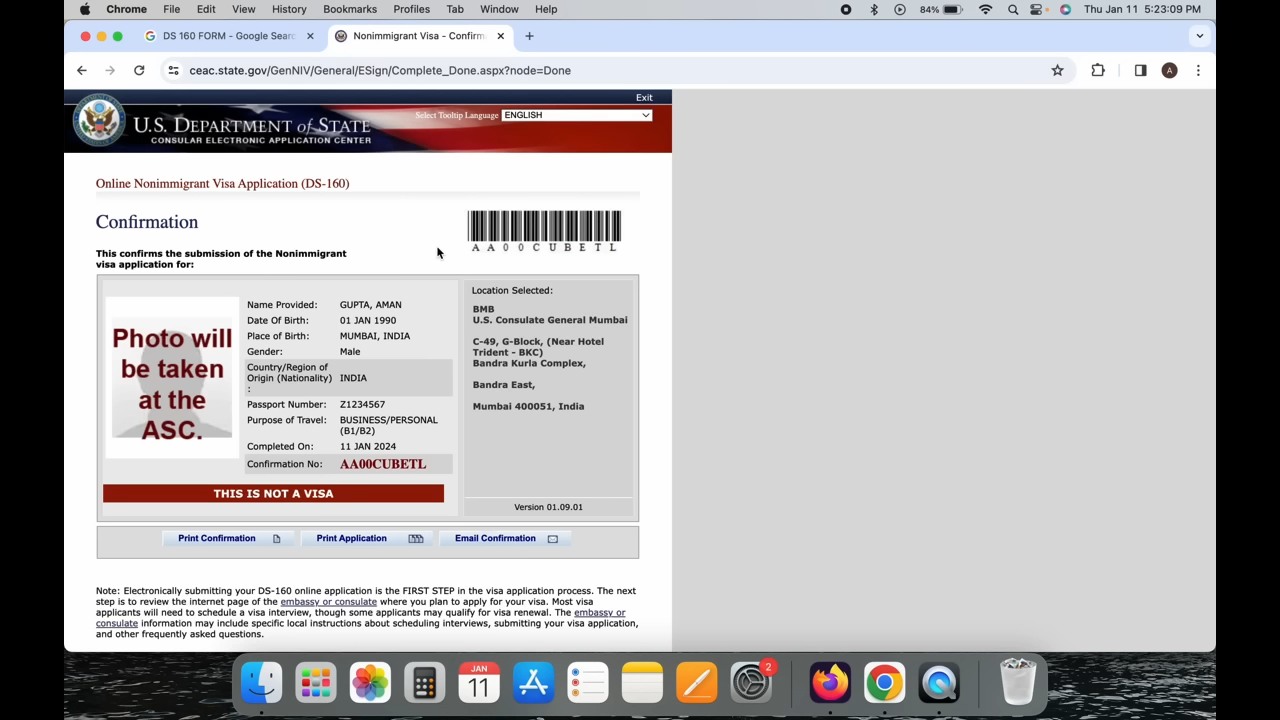 Chrome File Edit View History Bookmarks Profiles Tab Window Help 84% Thu Jan 11 5:23:09 PM
DS 160 FORM - Google Searc Nonimmigrant Visa - Confirm
ceac.state.gov/GenNIV/General/ESign/Complete_Done.aspx?node=Done A
Exit
Select Tooltip Language ENGLISH
U.S. DEPARTMENT of STATE
CONSULAR ELECTRONIC APPLICATION CENTER
Online Nonimmigrant Visa Application (DS-160)
Confirmation
A A 0 0 C U B E T L
This confirms the submission of the Nonimmigrant
visa application for:
Photo will
be taken
at the
ASC.
Name Provided: GUPTA, AMAN
Date Of Birth: 01 JAN 1990
Place of Birth: MUMBAI, INDIA
Gender: Male
Country/Region of
Origin (Nationality) INDIA
:
Passport Number: Z1234567
Purpose of Travel: BUSINESS/PERSONAL
(B1/B2)
Completed On: 11 JAN 2024
Confirmation No: AA00CUBETL
THIS IS NOT A VISA
Location Selected:
BMB
U.S. Consulate General Mumbai
C-49, G-Block, (Near Hotel
Trident - BKC)
Bandra Kurla Complex,
Bandra East,
Mumbai 400051, India
Version 01.09.01
Print Confirmation Print Application Email Confirmation
Note: Electronically submitting your DS-160 online application is the FIRST STEP in the visa application process. The next
step is to review the internet page of the embassy or consulate where you plan to apply for your visa. Most visa
applicants will need to schedule a visa interview, though some applicants may qualify for visa renewal. The embassy or
consulate information may include specific local instructions about scheduling interviews, submitting your visa application,
and other frequently asked questions.
JAN
11
2